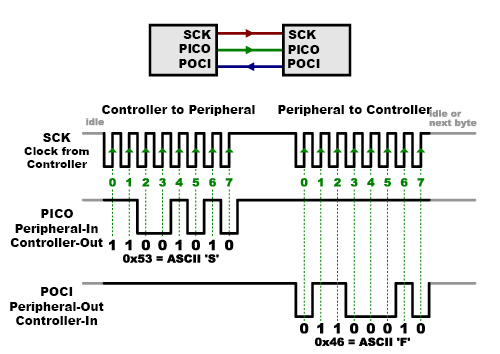 SCK SCK
PICO PICO
POCI POCI
Controller to Peripheral Peripheral to Controller
idle idle or
next byte
SCK
Clock from
Controller
0 1 2 3 4 5 6 7 0 1 2 3 4 5 6 7
PICO
Peripheral-In
Controller-Out
1 1 0 0 1 0 1 0
0x53 = ASCII 'S'
POCI
Peripheral-Out
Controller-In
0 1 1 0 0 0 1 0
0x46 = ASCII 'F'